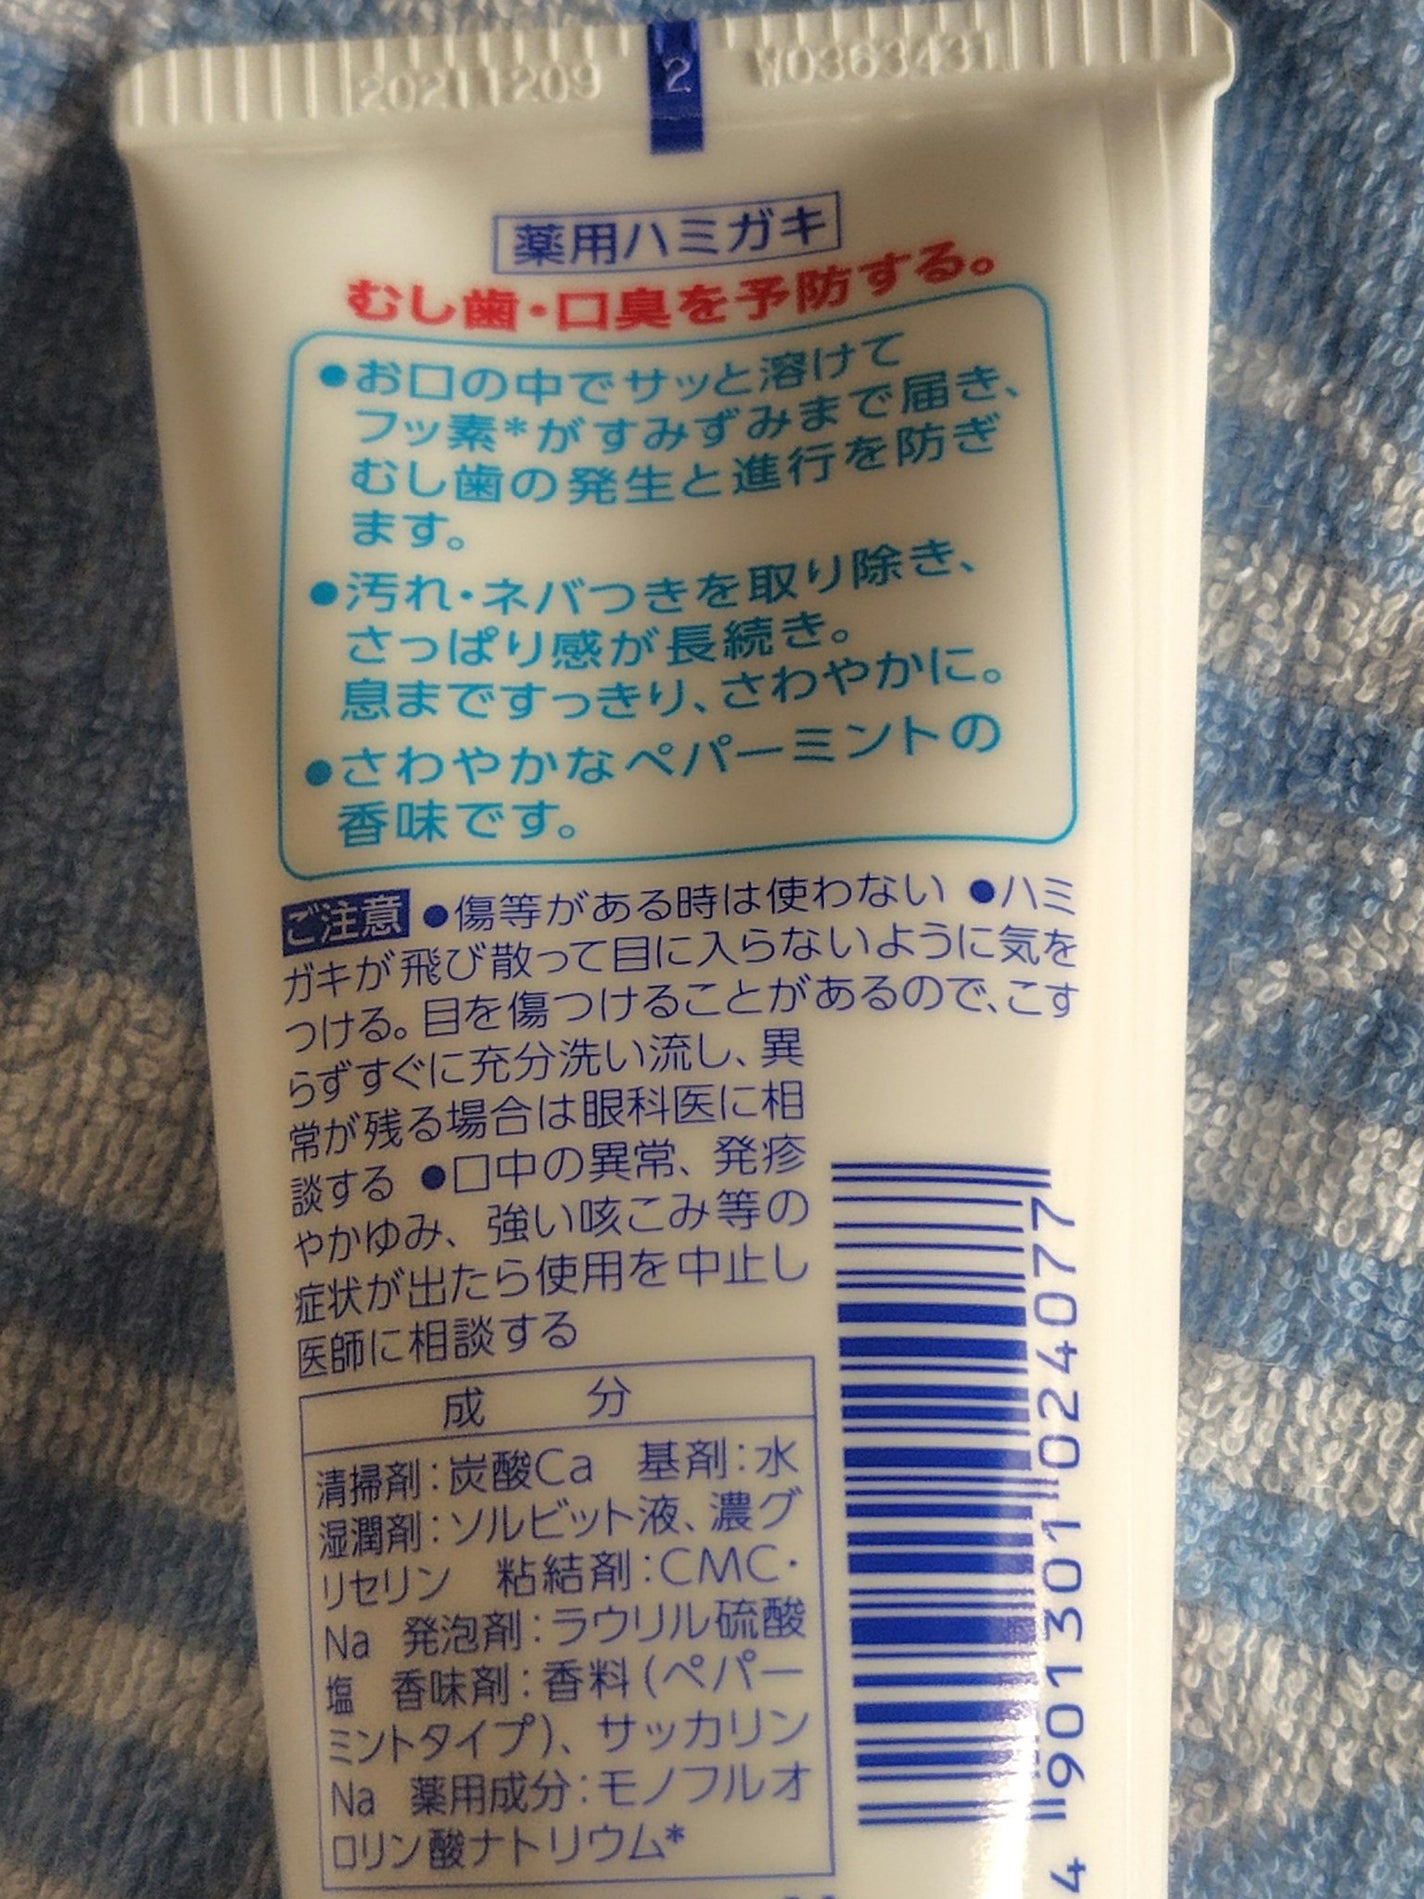 20211209
2
W0363431
薬用ハミガキ
むし歯・口臭を予防する。
●お口の中でサッと溶けて
フッ素*がすみずみまで届き、
むし歯の発生と進行を防ぎ
ます。
●汚れ・ネバつきを取り除き、
さっぱり感が長続き。
息まですっきり、さわやかに。
●さわやかなペパーミントの
香味です。
ご注意 ●傷等がある時は使わない ●ハミ
ガキが飛び散って目に入らないように気を
つける。目を傷つけることがあるので、こす
らずすぐに充分洗い流し、異
常が残る場合は眼科医に相
談する ●口中の異常、発疹
やかゆみ、強い咳こみ等の
症状が出たら使用を中止し
医師に相談する
成分
清掃剤:炭酸Ca 基剤:水
湿潤剤:ソルビット液、濃グ
リセリン 粘結剤:CMC・
Na 発泡剤:ラウリル硫酸
塩 香味剤:香料(ペパー
ミントタイプ)、サッカリン
Na 薬用成分:モノフルオ
ロリン酸ナトリウム*
4 901301 024077